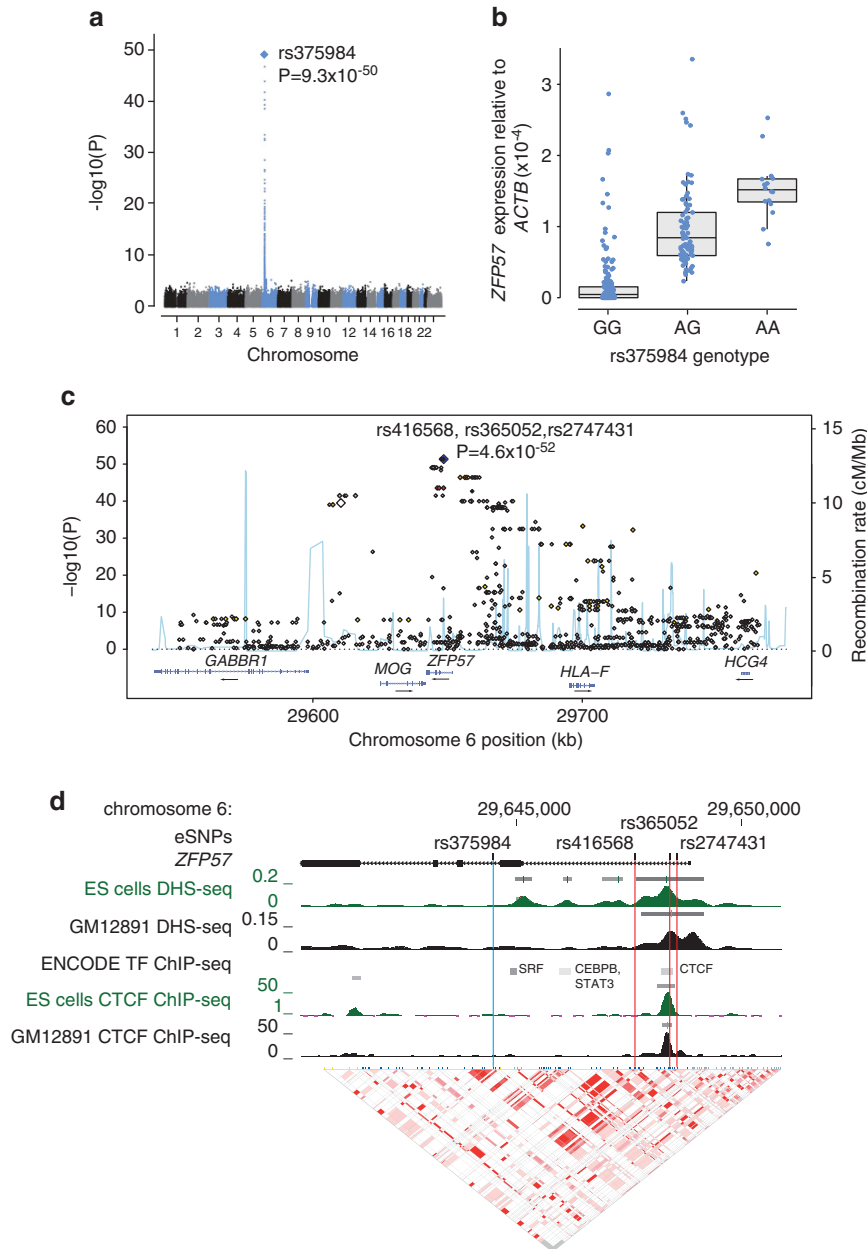 a
50
40
30
20
10
0
-log10(P)
rs375984
P=9.3x10-50
1 2 3 4 5 6 7 8 9 10 12 14 16 18 22
Chromosome
b
ZFP57 expression relative to
ACTB (x10-4)
3
2
1
0
GG AG AA
rs375984 genotype
c
60
50
40
30
20
10
0
−log10(P)
rs416568, rs365052,rs2747431
P=4.6x10-52
15
10
5
0
Recombination rate (cM/Mb)
GABBR1
MOG
ZFP57
HLA−F
HCG4
29600 29700
Chromosome 6 position (kb)
d
chromosome 6: 29,645,000 29,650,000
eSNPs rs375984 rs416568 rs365052 rs2747431
ZFP57
ES cells DHS-seq 0.2 0
GM12891 DHS-seq 0.15 0
ENCODE TF ChIP-seq SRF CEBPB, STAT3 CTCF
ES cells CTCF ChIP-seq 50 1
GM12891 CTCF ChIP-seq 50 0